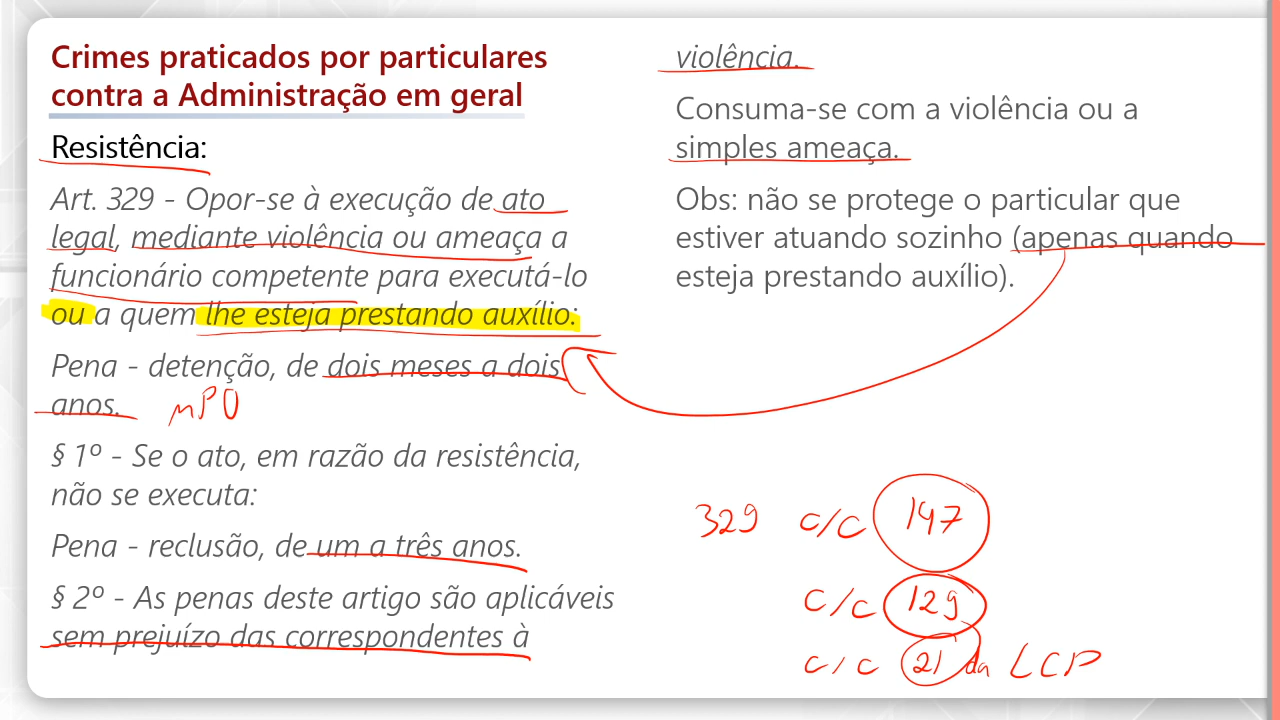 Crimes praticados por particulares
contra a Administração em geral
Resistência:
Art. 329 - Opor-se à execução de ato
legal, mediante violência ou ameaça a
funcionário competente para executá-lo
ou a quem lhe esteja prestando auxílio:
Pena - detenção, de dois meses a dois
anos.
MPO
§ 1º - Se o ato, em razão da resistência,
não se executa:
Pena - reclusão, de um a três anos.
§ 2º - As penas deste artigo são aplicáveis
sem prejuízo das correspondentes à
violência.
Consuma-se com a violência ou a
simples ameaça.
Obs: não se protege o particular que
estiver atuando sozinho (apenas quando
esteja prestando auxílio).
329 c/c 147
c/c 129
c/c 21 da LCP